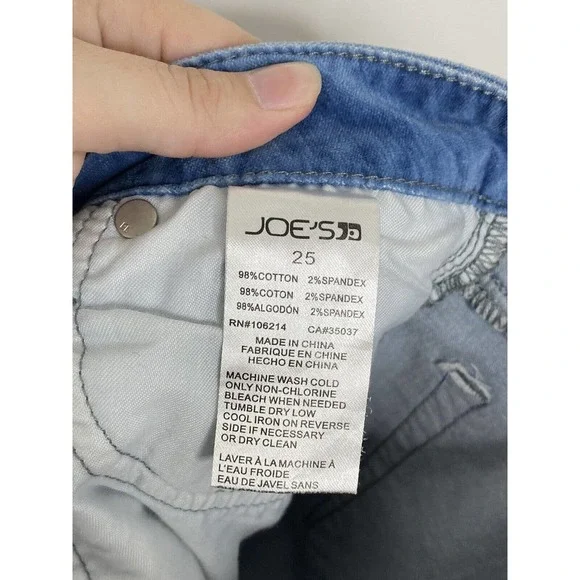 JOE'S
25
98%COTTON 2%SPANDEX
98%COTON 2%SPANDEX
98%ALGODÓN 2%SPANDEX
RN#106214 CA#35037
MADE IN CHINA
FABRIQUE EN CHINE
HECHO EN CHINA
MACHINE WASH COLD
ONLY NON-CHLORINE
BLEACH WHEN NEEDED
TUMBLE DRY LOW
COOL IRON ON REVERSE
SIDE IF NECESSARY
OR DRY CLEAN
LAVER À LA MACHINE À
L'EAU FROIDE
EAU DE JAVEL SANS